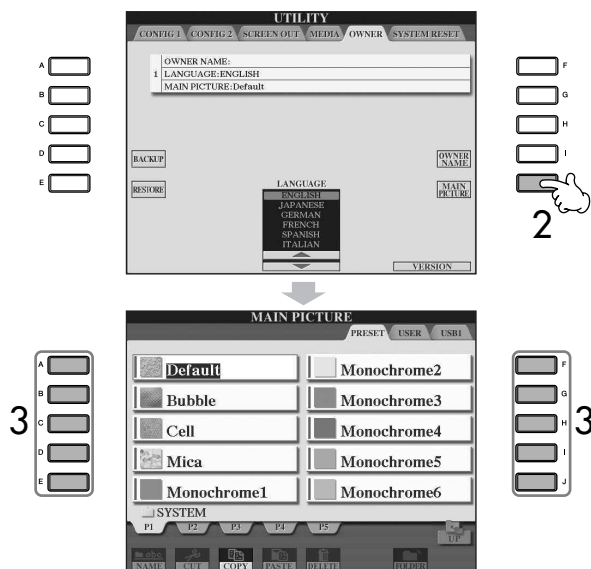 UTILITY
CONFIG 1 CONFIG 2 SCREEN OUT MEDIA OWNER SYSTEM RESET
OWNER NAME:
1 LANGUAGE:ENGLISH
MAIN PICTURE:Default
A
B
C
D
E
F
G
H
I
BACKUP
OWNER NAME
RESTORE
MAIN PICTURE
2
LANGUAGE
ENGLISH
JAPANESE
GERMAN
FRENCH
SPANISH
ITALIAN
VERSION
MAIN PICTURE
PRESET USER USB1
Default Monochrome2
Bubble Monochrome3
Cell Monochrome4
Mica Monochrome5
Monochrome1 Monochrome6
3
A
B
C
D
E
3
F
G
H
I
J
SYSTEM
P1 P2 P3 P4 P5
UP
abc
NAME CUT COPY PASTE DELETE FOLDER